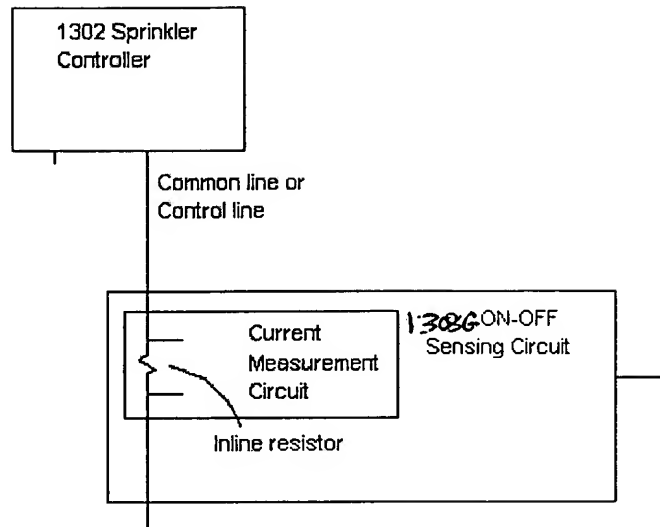 1302 Sprinkler
Controller
Common line or
Control line
Current
Measurement
Circuit
1308G ON-OFF
Sensing Circuit
Inline resistor